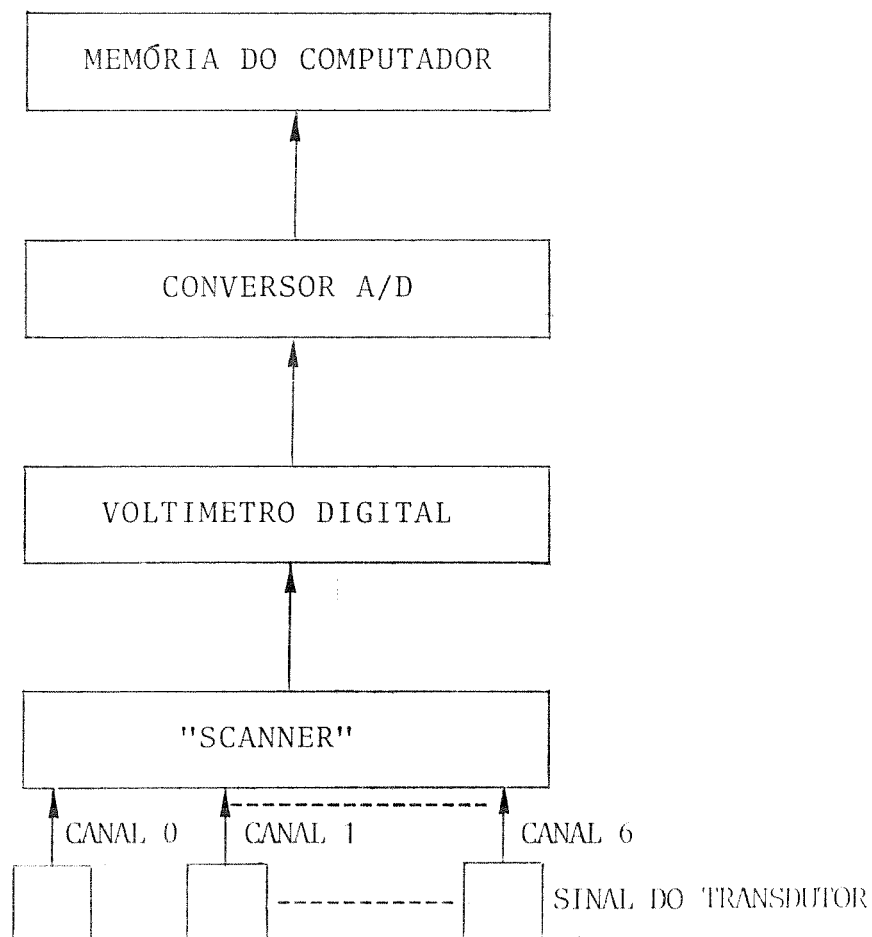 MEMÓRIA DO COMPUTADOR
CONVERSOR A/D
VOLTIMETRO DIGITAL
"SCANNER"
CANAL 0
CANAL 1
CANAL 6
SINAL DO TRANSDUTOR